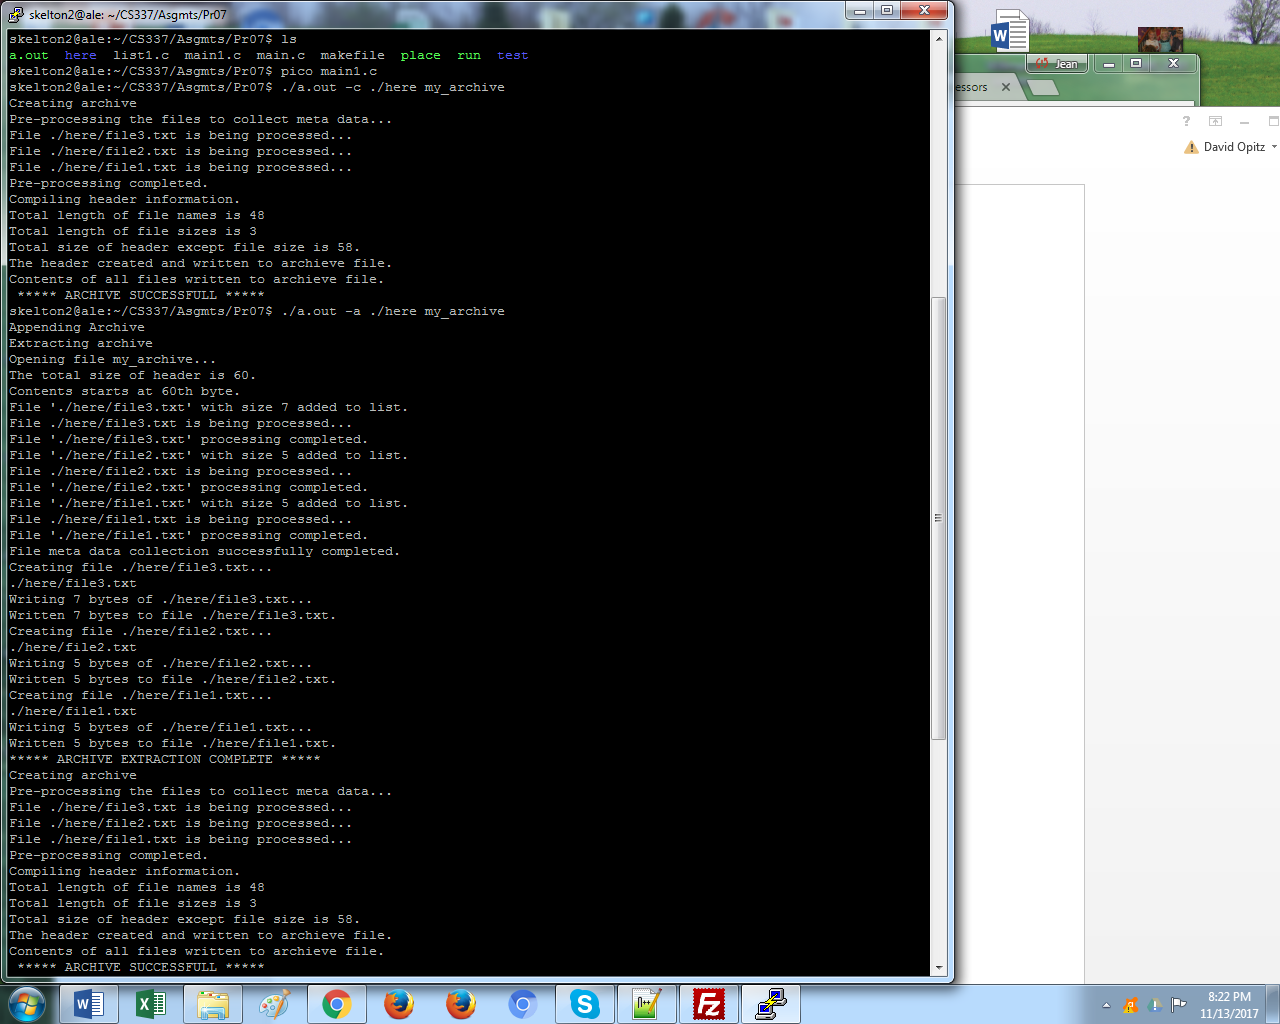 skelton2@ale: ~/CS337/Asgmts/Pr07
skelton2@ale:~/CS337/Asgmts/Pr07$ ls
a.out here list1.c main1.c main.c makefile place run test
skelton2@ale:~/CS337/Asgmts/Pr07$ pico main1.c
skelton2@ale:~/CS337/Asgmts/Pr07$ ./a.out -c ./here my_archive
Creating archive
Pre-processing the files to collect meta data...
File ./here/file3.txt is being processed...
File ./here/file2.txt is being processed...
File ./here/file1.txt is being processed...
Pre-processing completed.
Compiling header information.
Total length of file names is 48
Total length of file sizes is 3
Total size of header except file size is 58.
The header created and written to archieve file.
Contents of all files written to archieve file.
***** ARCHIVE SUCCESSFULL *****
skelton2@ale:~/CS337/Asgmts/Pr07$ ./a.out -a ./here my_archive
Appending Archive
Extracting archive
Opening file my_archive...
The total size of header is 60.
Contents starts at 60th byte.
File './here/file3.txt' with size 7 added to list.
File ./here/file3.txt is being processed...
File './here/file3.txt' processing completed.
File './here/file2.txt' with size 5 added to list.
File ./here/file2.txt is being processed...
File './here/file2.txt' processing completed.
File './here/file1.txt' with size 5 added to list.
File ./here/file1.txt is being processed...
File './here/file1.txt' processing completed.
File meta data collection successfully completed.
Creating file ./here/file3.txt...
./here/file3.txt
Writing 7 bytes of ./here/file3.txt...
Written 7 bytes to file ./here/file3.txt.
Creating file ./here/file2.txt...
./here/file2.txt
Writing 5 bytes of ./here/file2.txt...
Written 5 bytes to file ./here/file2.txt.
Creating file ./here/file1.txt...
./here/file1.txt
Writing 5 bytes of ./here/file1.txt...
Written 5 bytes to file ./here/file1.txt.
***** ARCHIVE EXTRACTION COMPLETE *****
Creating archive
Pre-processing the files to collect meta data...
File ./here/file3.txt is being processed...
File ./here/file2.txt is being processed...
File ./here/file1.txt is being processed...
Pre-processing completed.
Compiling header information.
Total length of file names is 48
Total length of file sizes is 3
Total size of header except file size is 58.
The header created and written to archieve file.
Contents of all files written to archieve file.
***** ARCHIVE SUCCESSFULL *****
Jean
essors
David Opitz
8:22 PM
11/13/2017